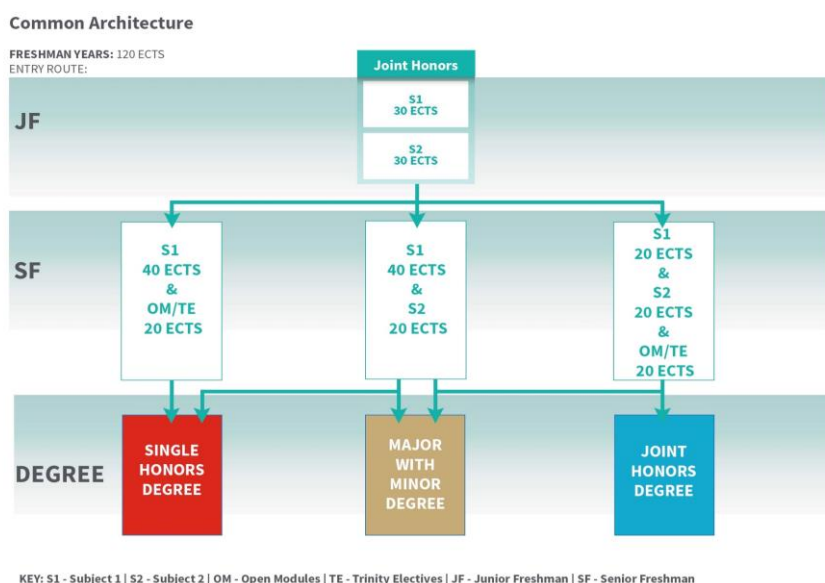 Common Architecture
FRESHMAN YEARS: 120 ECTS
ENTRY ROUTE:
Joint Honors
JF
S1
30 ECTS
S2
30 ECTS
SF
S1
40 ECTS
&
OM/TE
20 ECTS
S1
40 ECTS
&
S2
20 ECTS
S1
20 ECTS
&
S2
20 ECTS
&
OM/TE
20 ECTS
DEGREE
SINGLE
HONORS
DEGREE
MAJOR
WITH
MINOR
DEGREE
JOINT
HONORS
DEGREE
KEY: S1 - Subject 1 | S2 - Subject 2 | OM - Open Modules | TE - Trinity Electives | JF - Junior Freshman | SF - Senior Freshman